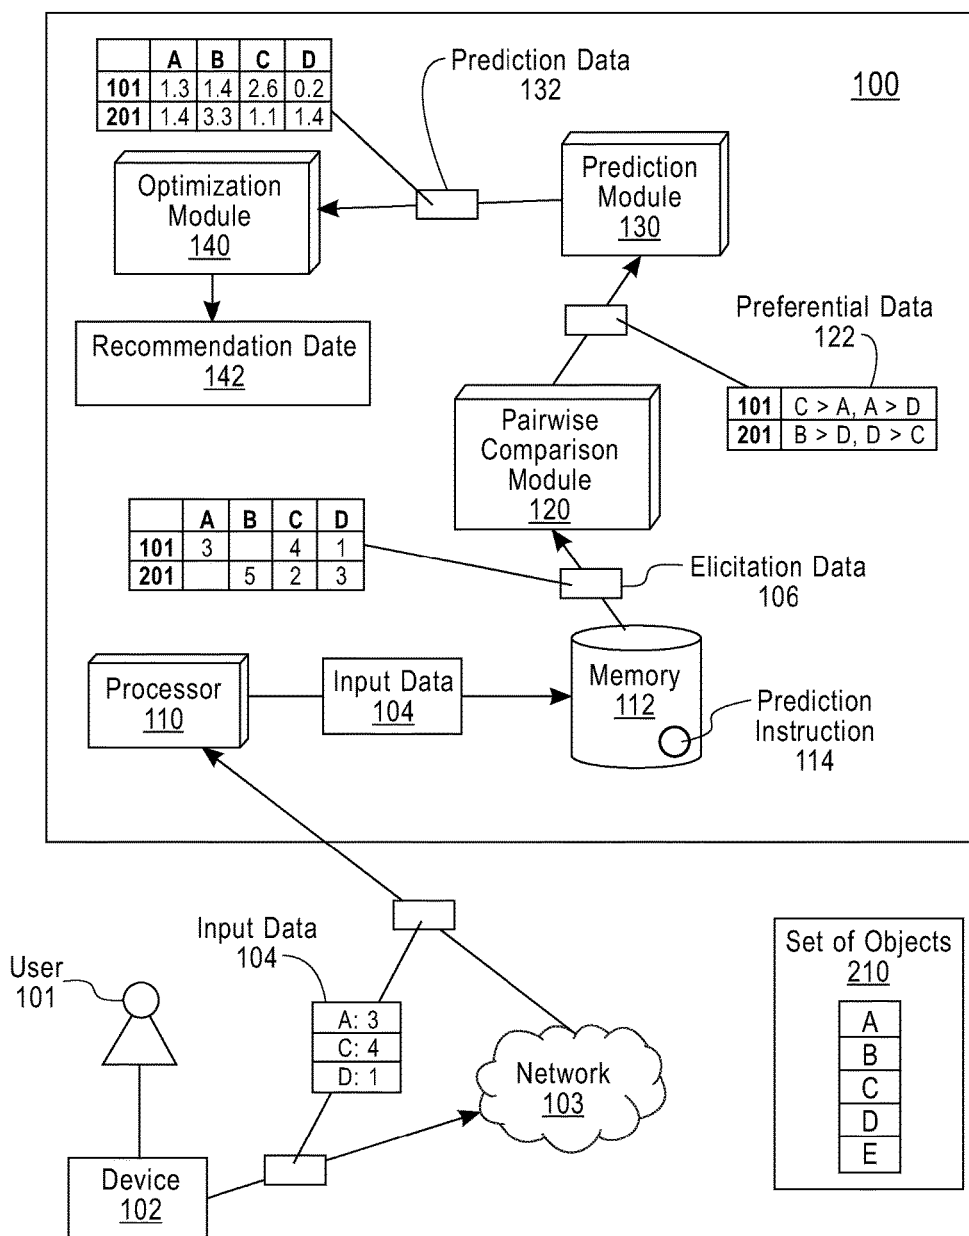 A B C D
101 1.3 1.4 2.6 0.2
201 1.4 3.3 1.1 1.4
Prediction Data
132
100
Optimization
Module
140
Prediction
Module
130
Recommendation Date
142
Preferential Data
122
101 C > A, A > D
201 B > D, D > C
Pairwise
Comparison
Module
120
A B C D
101 3 4 1
201 5 2 3
Elicitation Data
106
Processor
110
Input Data
104
Memory
112
Prediction
Instruction
114
Input Data
104
User
101
A: 3
C: 4
D: 1
Network
103
Device
102
Set of Objects
210
A
B
C
D
E